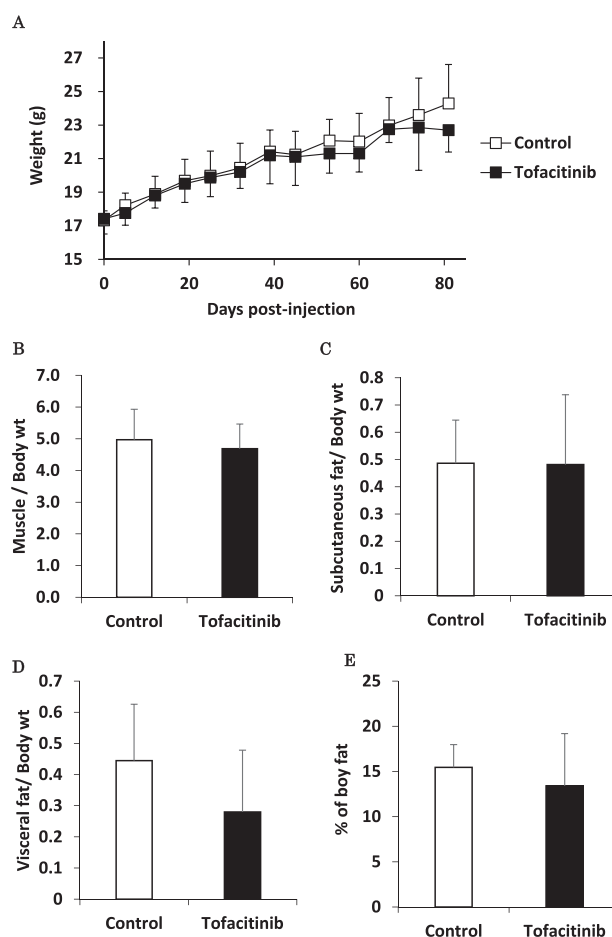 A
27
25
23
21
19
17
15
Weight (g)
0 20 40 60 80
Days post-injection
Control
Tofacitinib
B
7.0
6.0
5.0
4.0
3.0
2.0
1.0
0.0
Muscle / Body wt
Control Tofacitinib
C
0.8
0.7
0.6
0.5
0.4
0.3
0.2
0.1
0
Subcutaneous fat/ Body wt
Control Tofacitinib
D
0.7
0.6
0.5
0.4
0.3
0.2
0.1
0
Visceral fat/ Body wt
Control Tofacitinib
E
25
20
15
10
5
0
% of boy fat
Control Tofacitinib